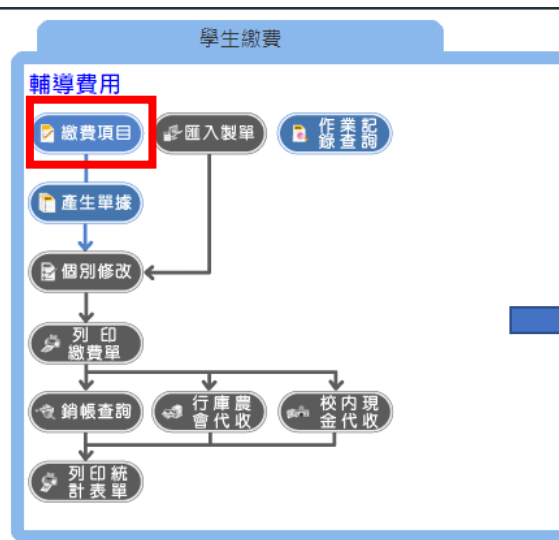 學生繳費
輔導費用
繳費項目
匯入製單
作業記
錄查詢
產生單據
個別修改
列印
繳費單
銷帳查詢
行庫農
會代收
校內現
金代收
列印統
計表單